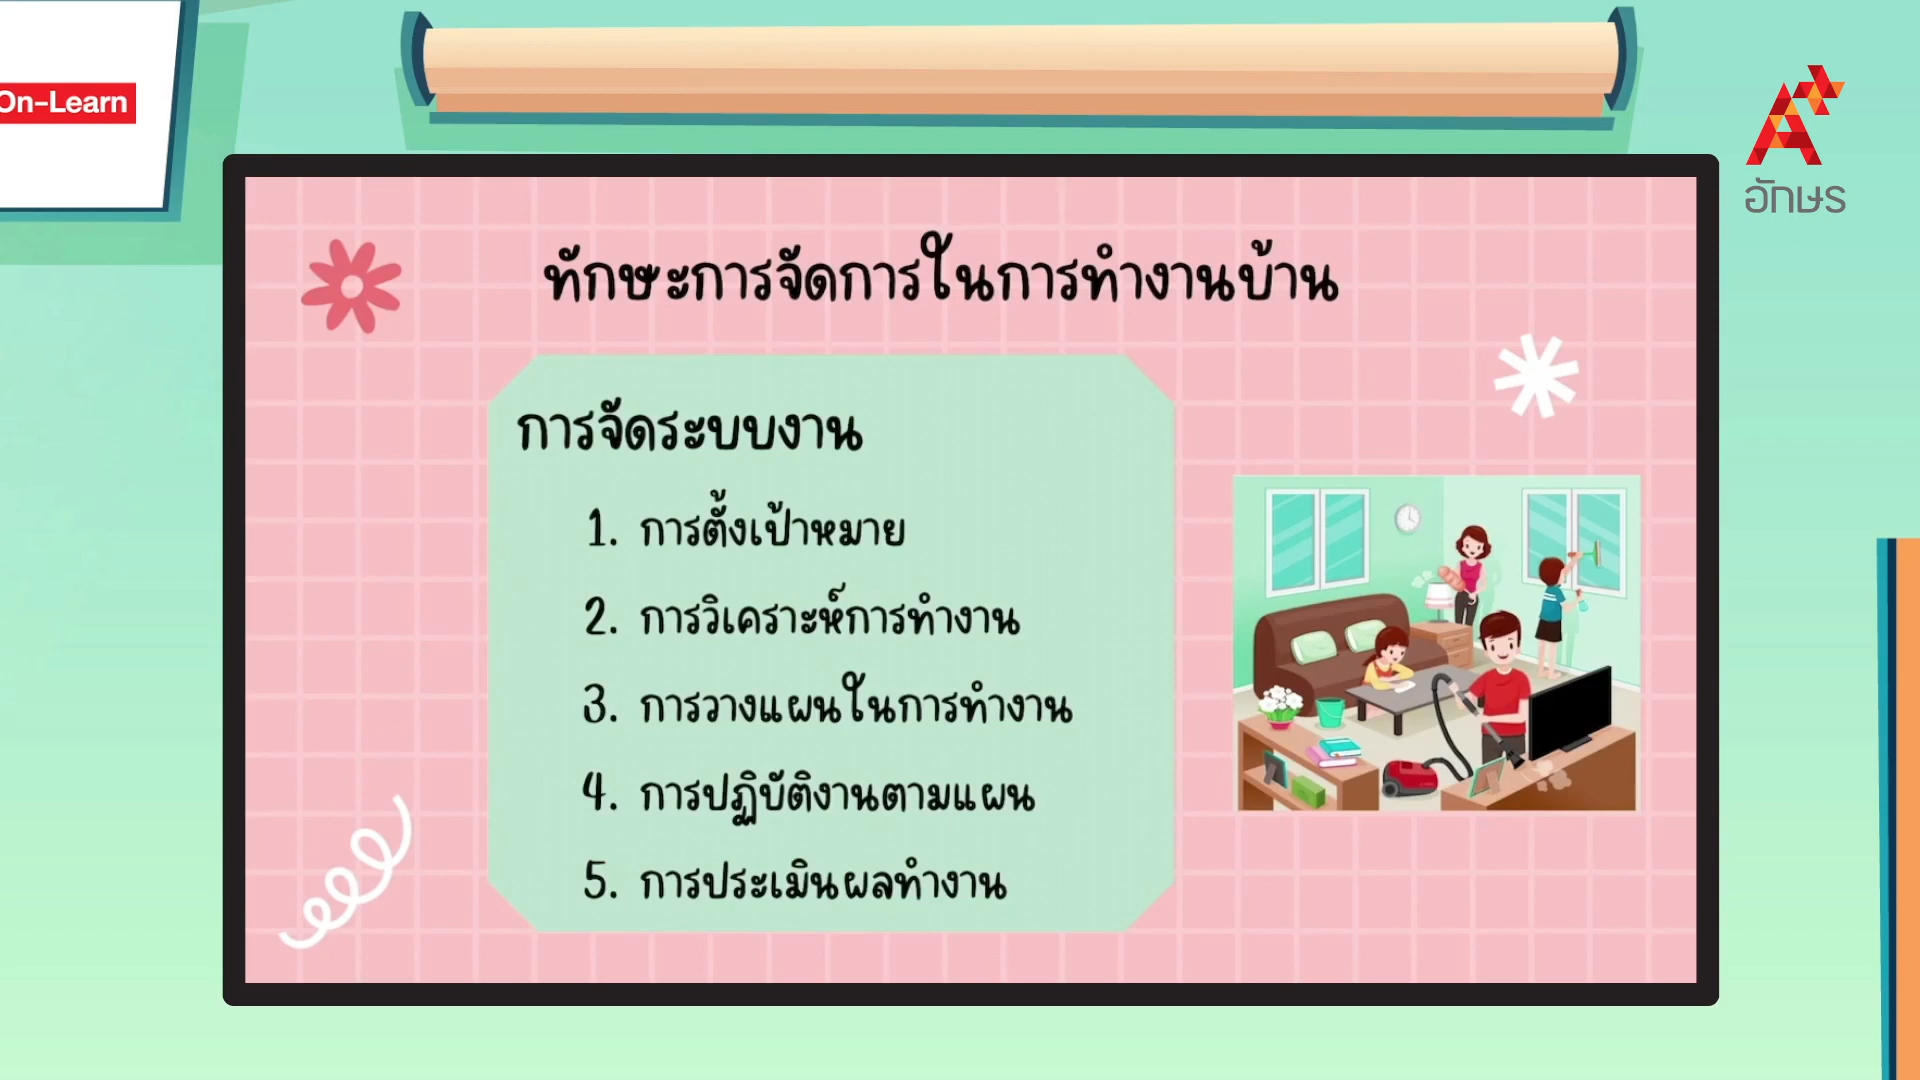 On-Learn
อักษร
ทักษะการจัดการในการทำงานบ้าน
การจัดระบบงาน
1. การตั้งเป้าหมาย
2. การวิเคราะห์การทำงาน
3. การวางแผนในการทำงาน
4. การปฏิบัติงานตามแผน
5. การประเมินผลทำงาน